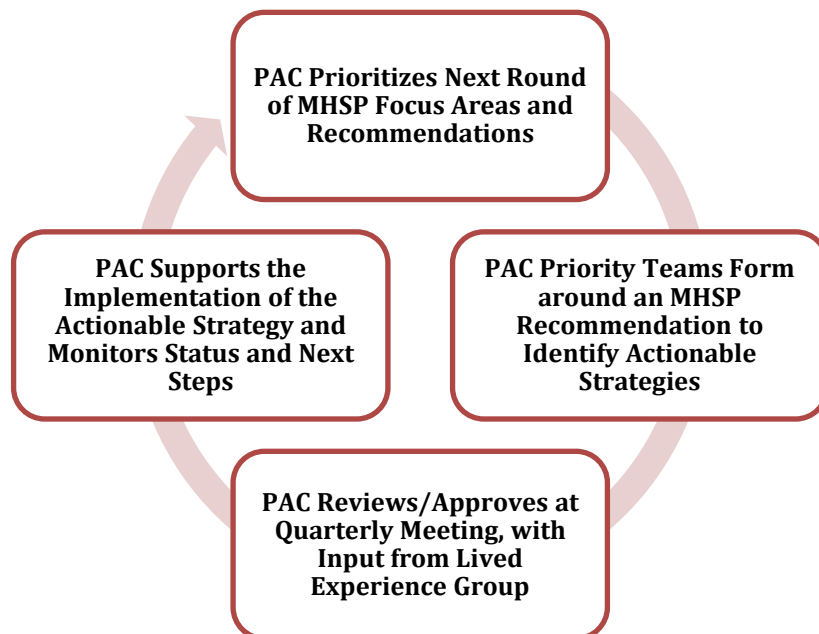 PAC Prioritizes Next Round
of MHSP Focus Areas and
Recommendations
PAC Priority Teams Form
around an MHSP
Recommendation to
Identify Actionable
Strategies
PAC Reviews/Approves at
Quarterly Meeting, with
Input from Lived
Experience Group
PAC Supports the
Implementation of the
Actionable Strategy and
Monitors Status and Next
Steps